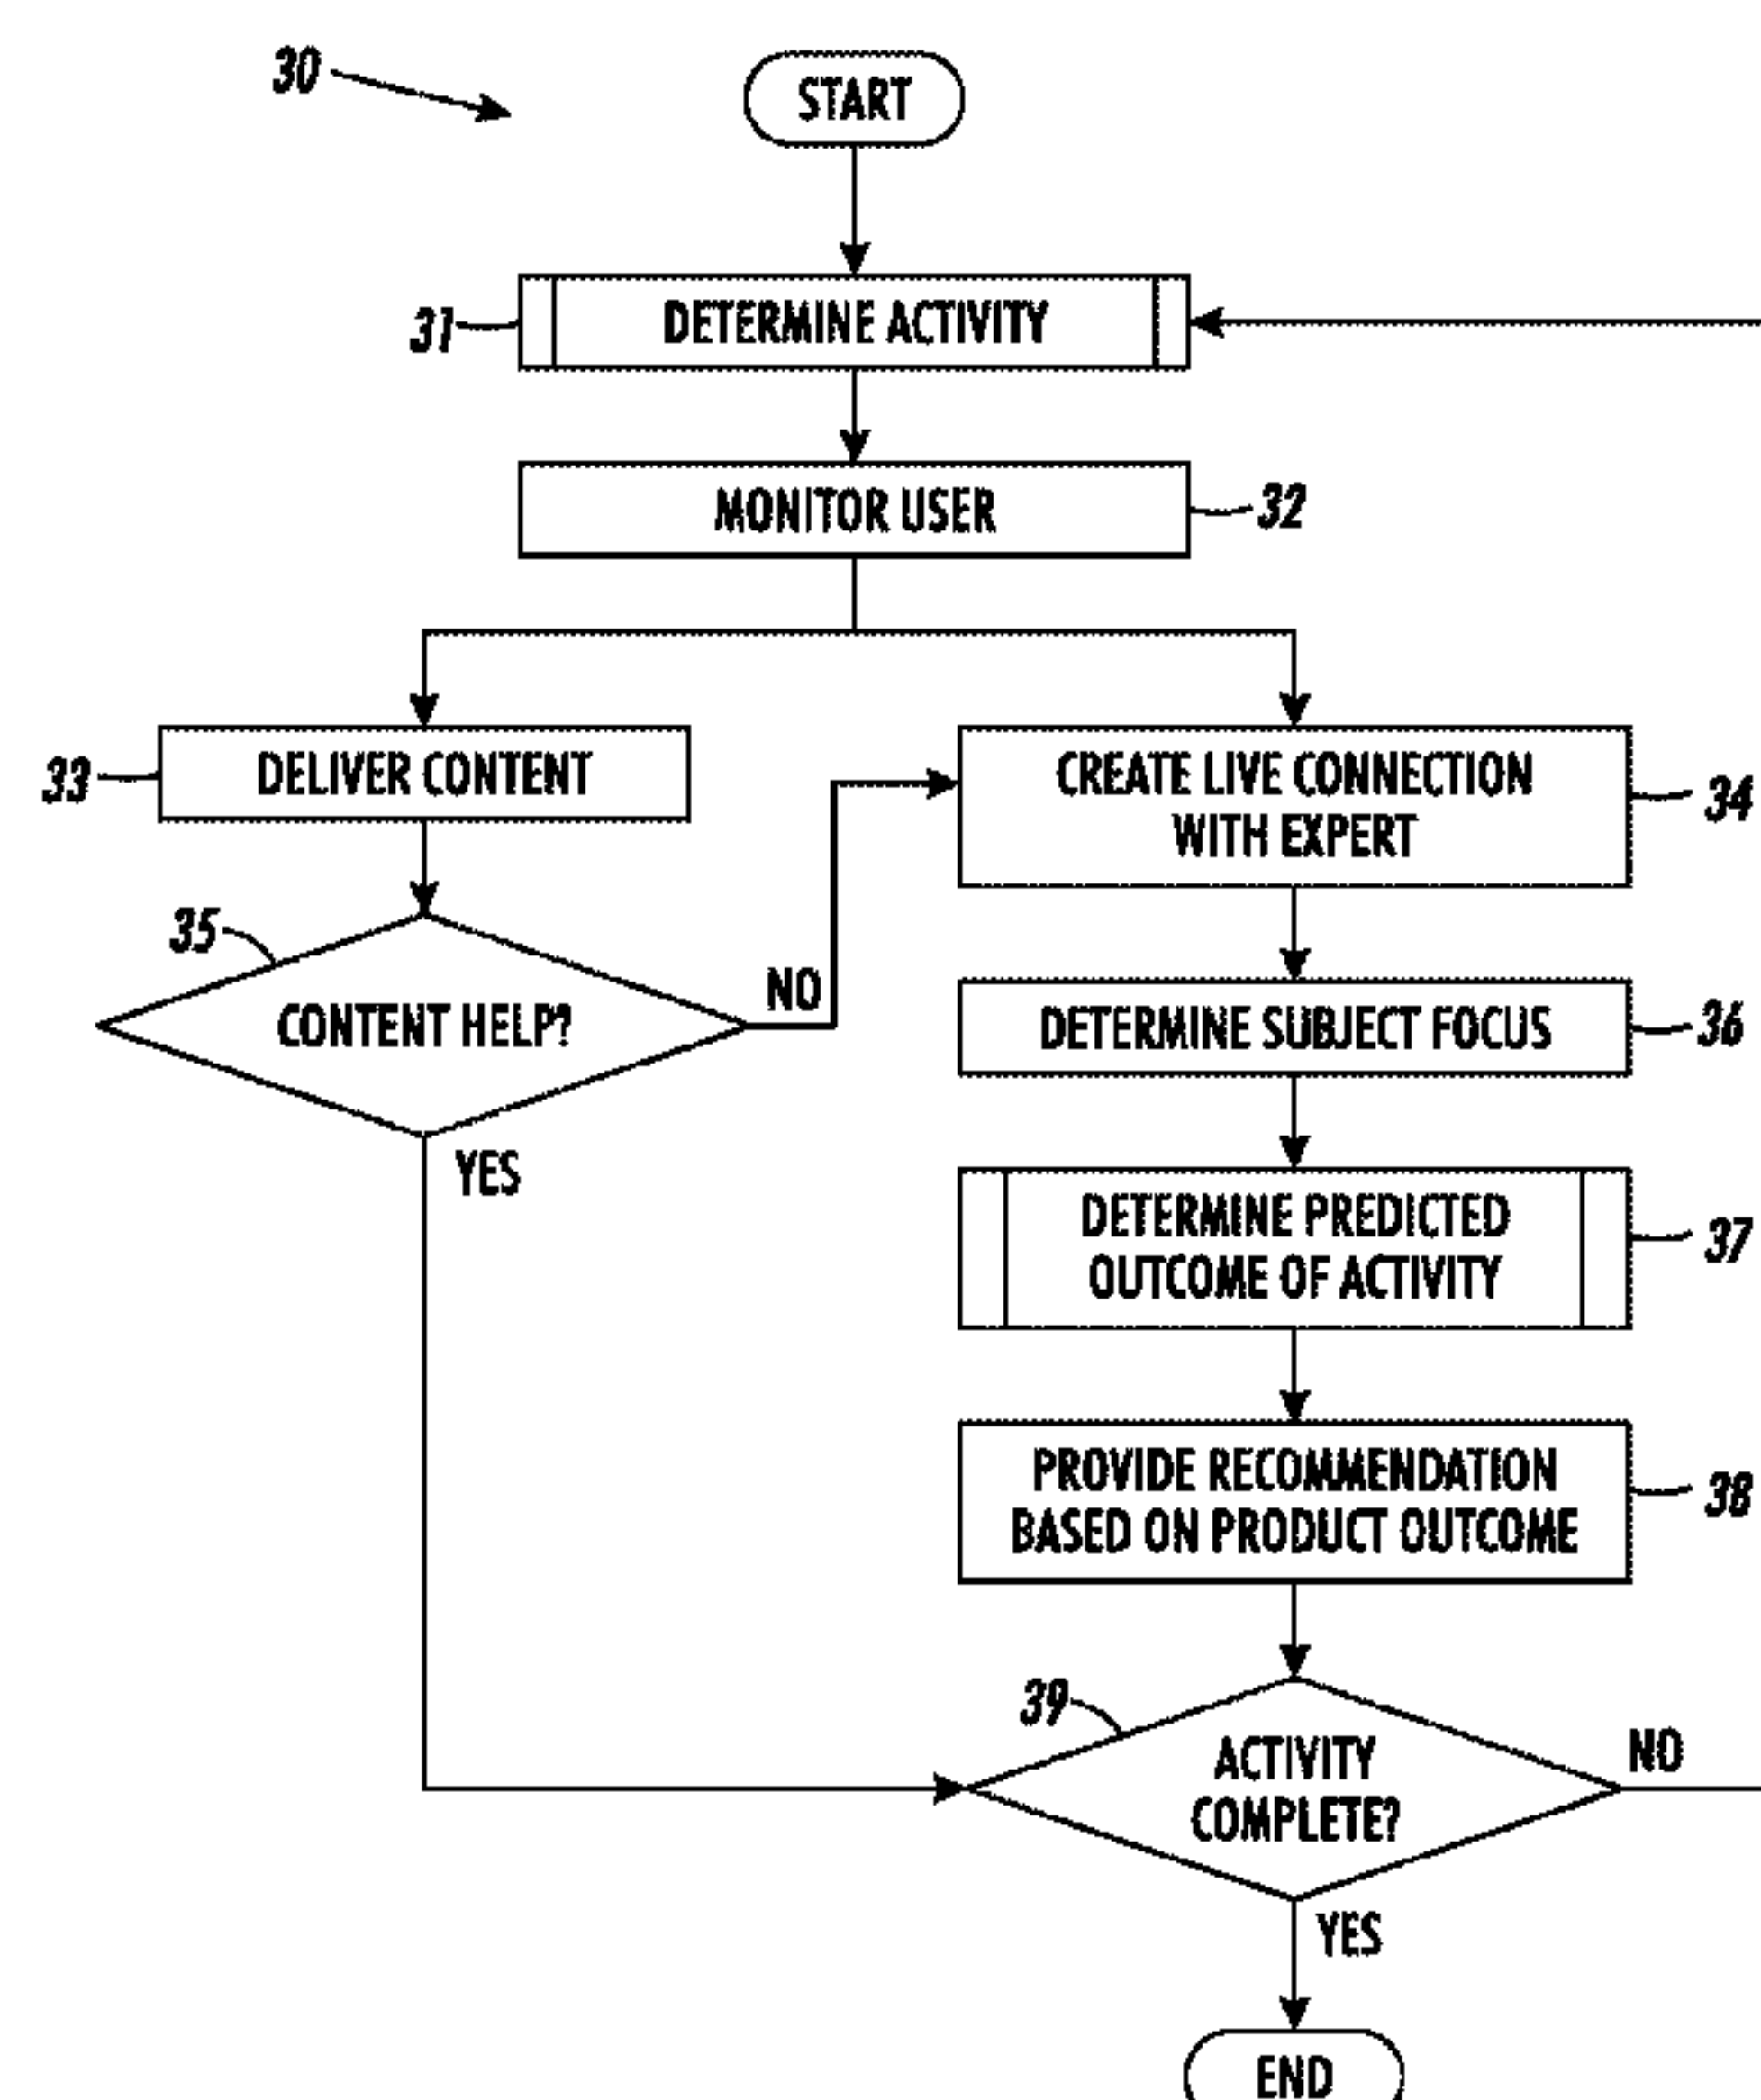 30
START
31
DETERMINE ACTIVITY
MONITOR USER
32
33
DELIVER CONTENT
CREATE LIVE CONNECTION
WITH EXPERT
34
35
CONTENT HELP?
NO
YES
DETERMINE SUBJECT FOCUS
36
DETERMINE PREDICTED
OUTCOME OF ACTIVITY
37
PROVIDE RECOMMENDATION
BASED ON PRODUCT OUTCOME
38
39
ACTIVITY
COMPLETE?
NO
YES
END